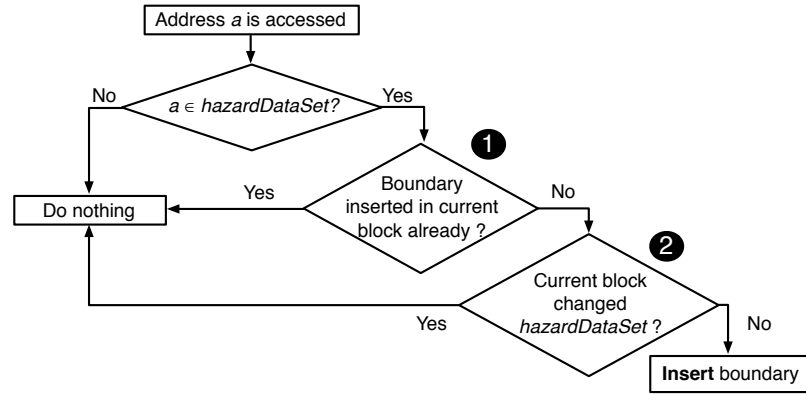 Address a is accessed
No
a ∈ hazardDataSet?
Yes
1
Boundary
inserted in current
block already ?
Yes
No
Do nothing
2
Current block
changed
hazardDataSet ?
Yes
No
Insert boundary